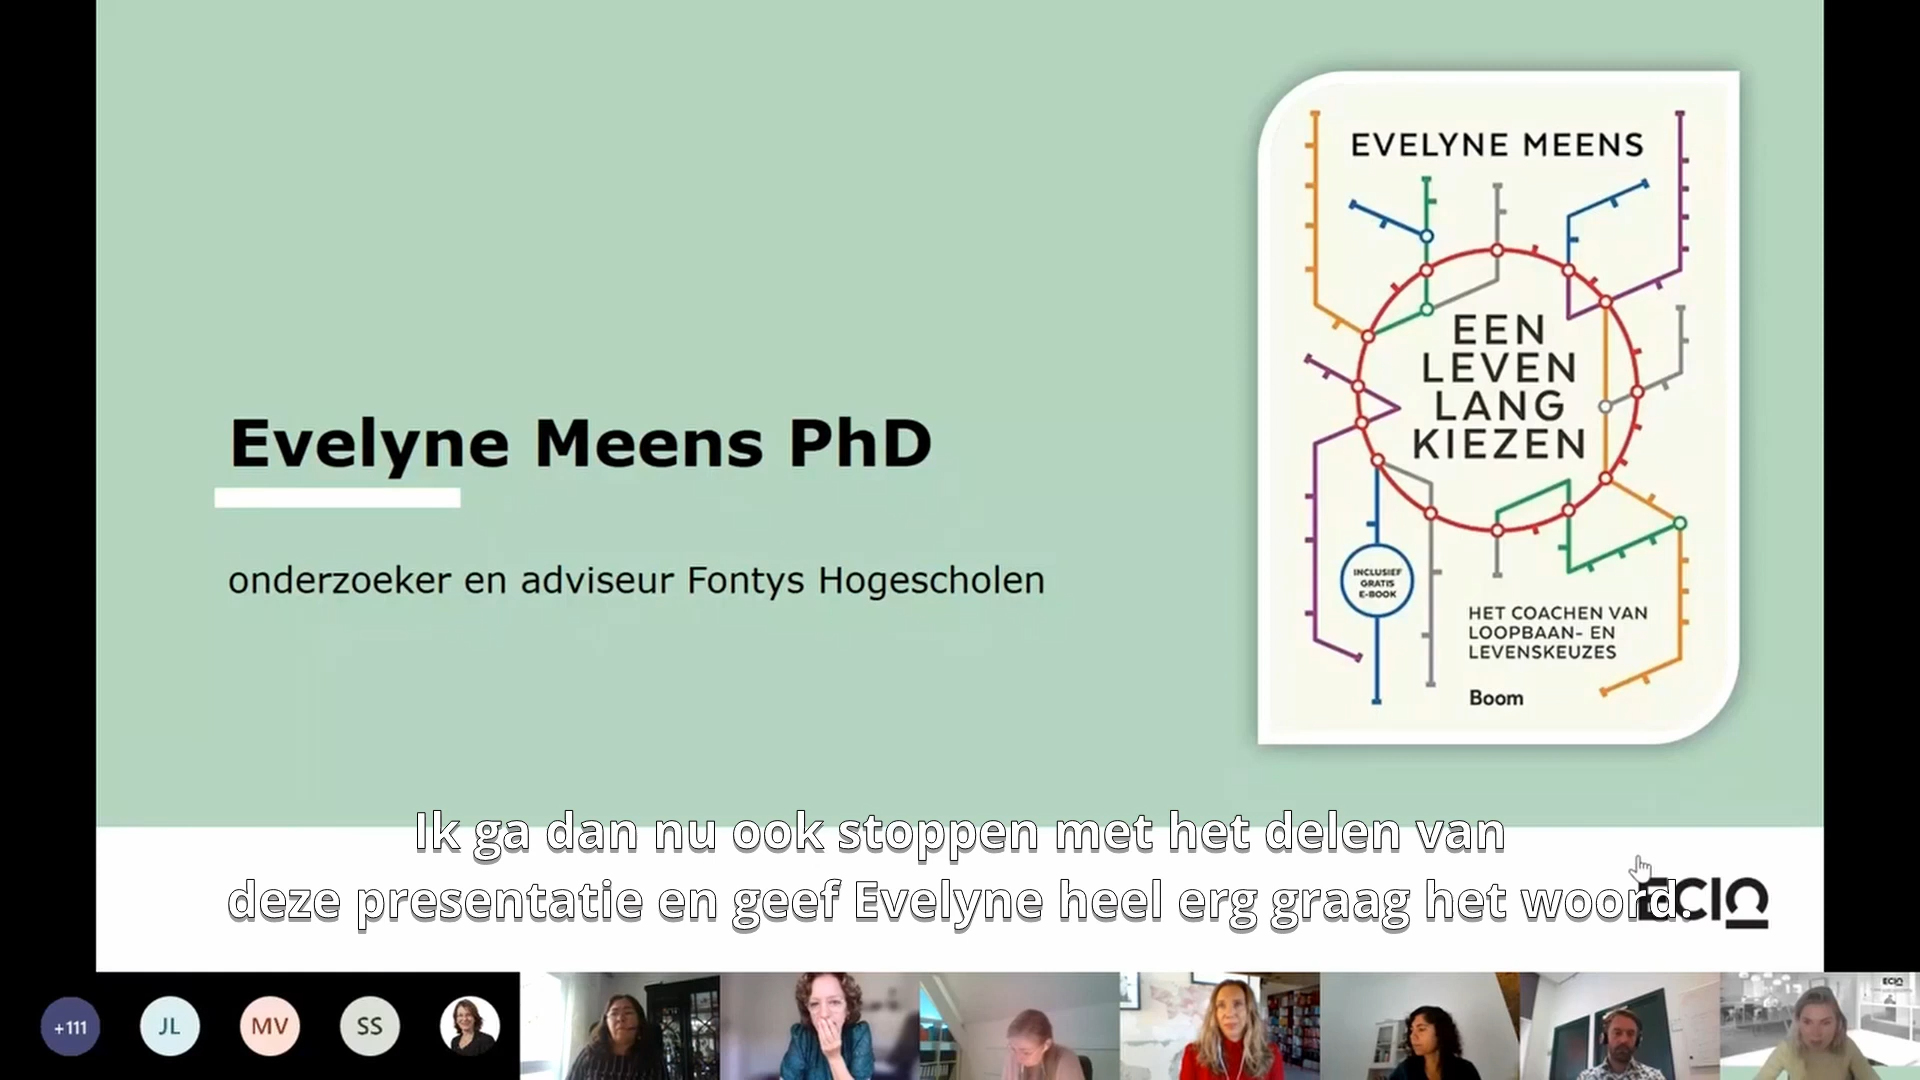 EVELYNE MEENS
EEN
LEVEN
LANG
KIEZEN
Evelyne Meens PhD
onderzoeker en adviseur Fontys Hogescholen
INCLUSIEF
GRATIS
E-BOOK
HET COACHEN VAN
LOOPBAAN- EN
LEVENSKEUZES
Boom
Ik ga dan nu ook stoppen met het delen van
deze presentatie en geef Evelyne heel erg graag het woord.
ECIO
+111
JL
MV
SS
ECIO